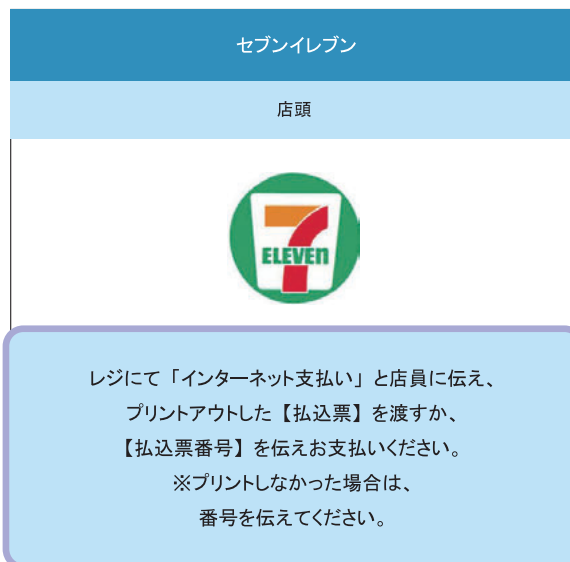 セブンイレブン
店頭
7
ELEVEn
レジにて「インターネット支払い」と店員に伝え、
プリントアウトした【払込票】を渡すか、
【払込票番号】を伝えお支払いください。
※プリントしなかった場合は、
番号を伝えてください。